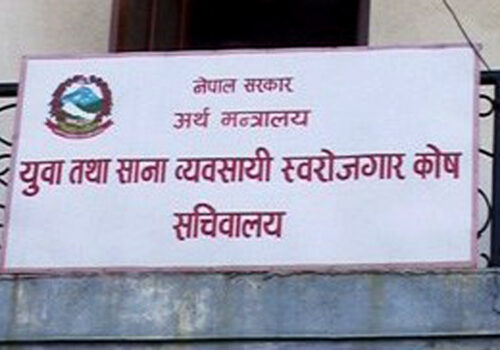 नेपाल सरकार
अर्थ मन्त्रालय
युवा तथा साना व्यवसायी स्वरोजगार कोष
सचिवालय